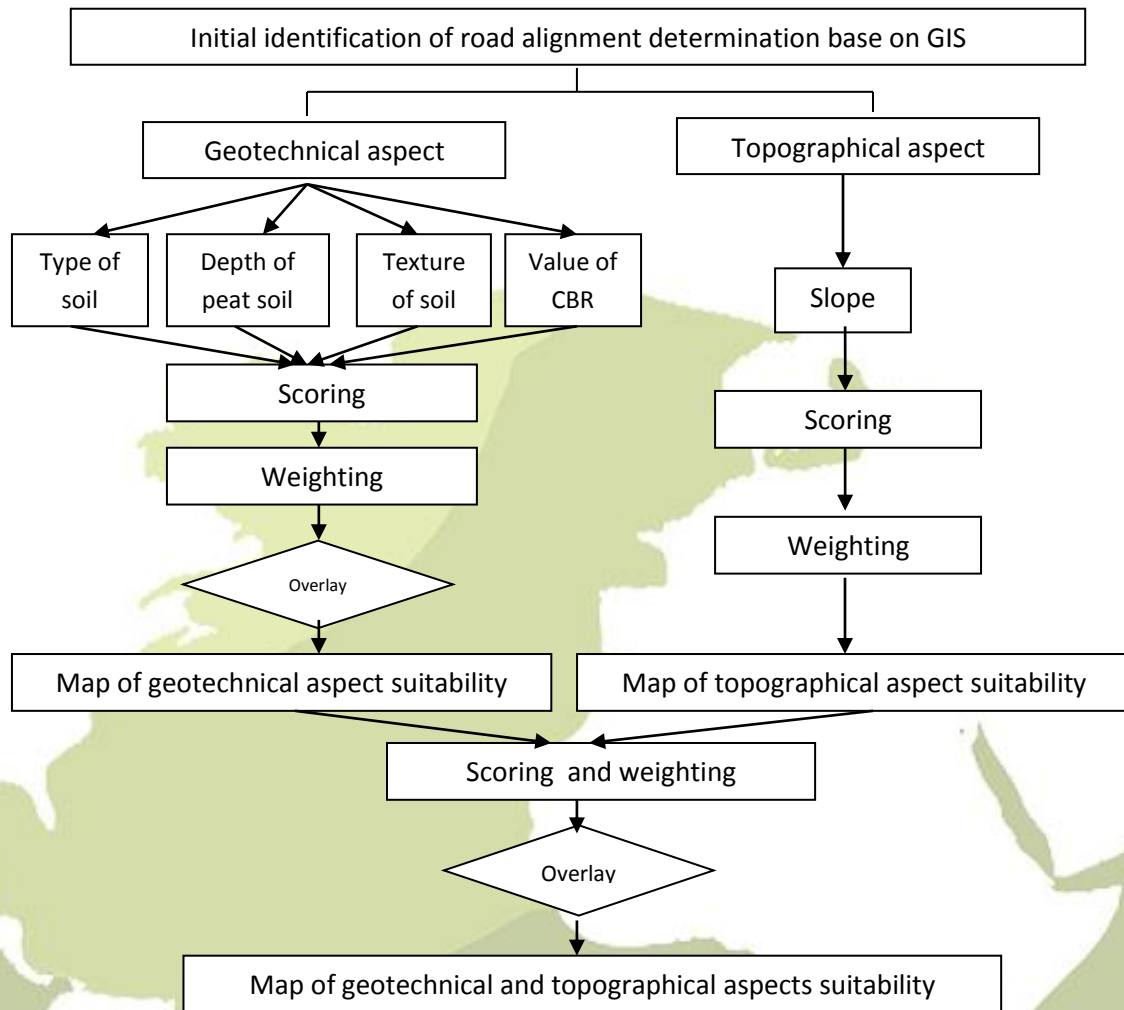 Initial identification of road alignment determination base on GIS
Geotechnical aspect
Topographical aspect
Type of
soil
Depth of
peat soil
Texture
of soil
Value of
CBR
Slope
Scoring
Scoring
Weighting
Weighting
Overlay
Map of geotechnical aspect suitability
Map of topographical aspect suitability
Scoring and weighting
Overlay
Map of geotechnical and topographical aspects suitability